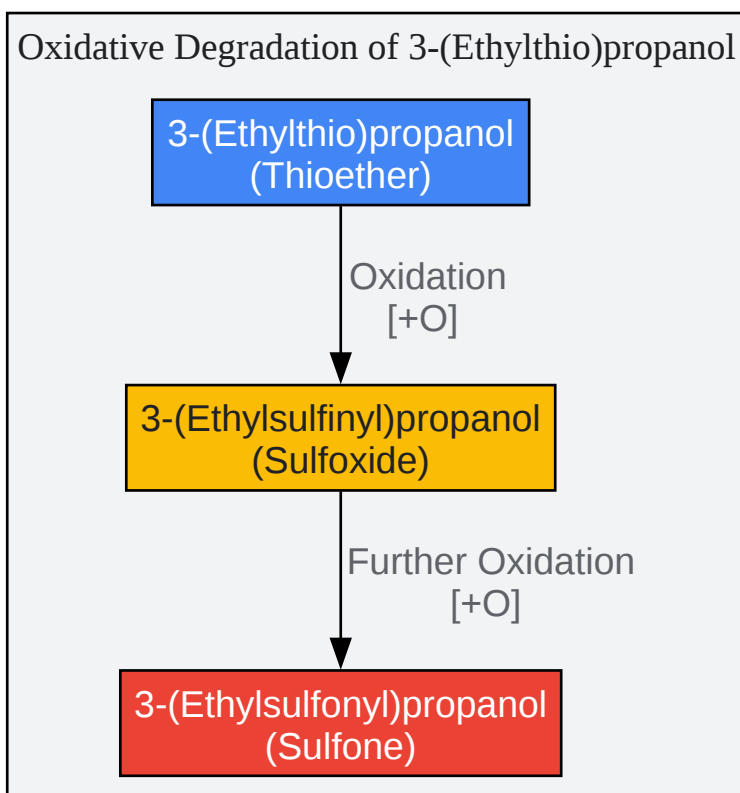 Oxidative Degradation of 3-(Ethylthio)propanol
3-(Ethylthio)propanol
(Thioether)
Oxidation
[+O]
3-(Ethylsulfinyl)propanol
(Sulfoxide)
Further Oxidation
[+O]
3-(Ethylsulfonyl)propanol
(Sulfone)